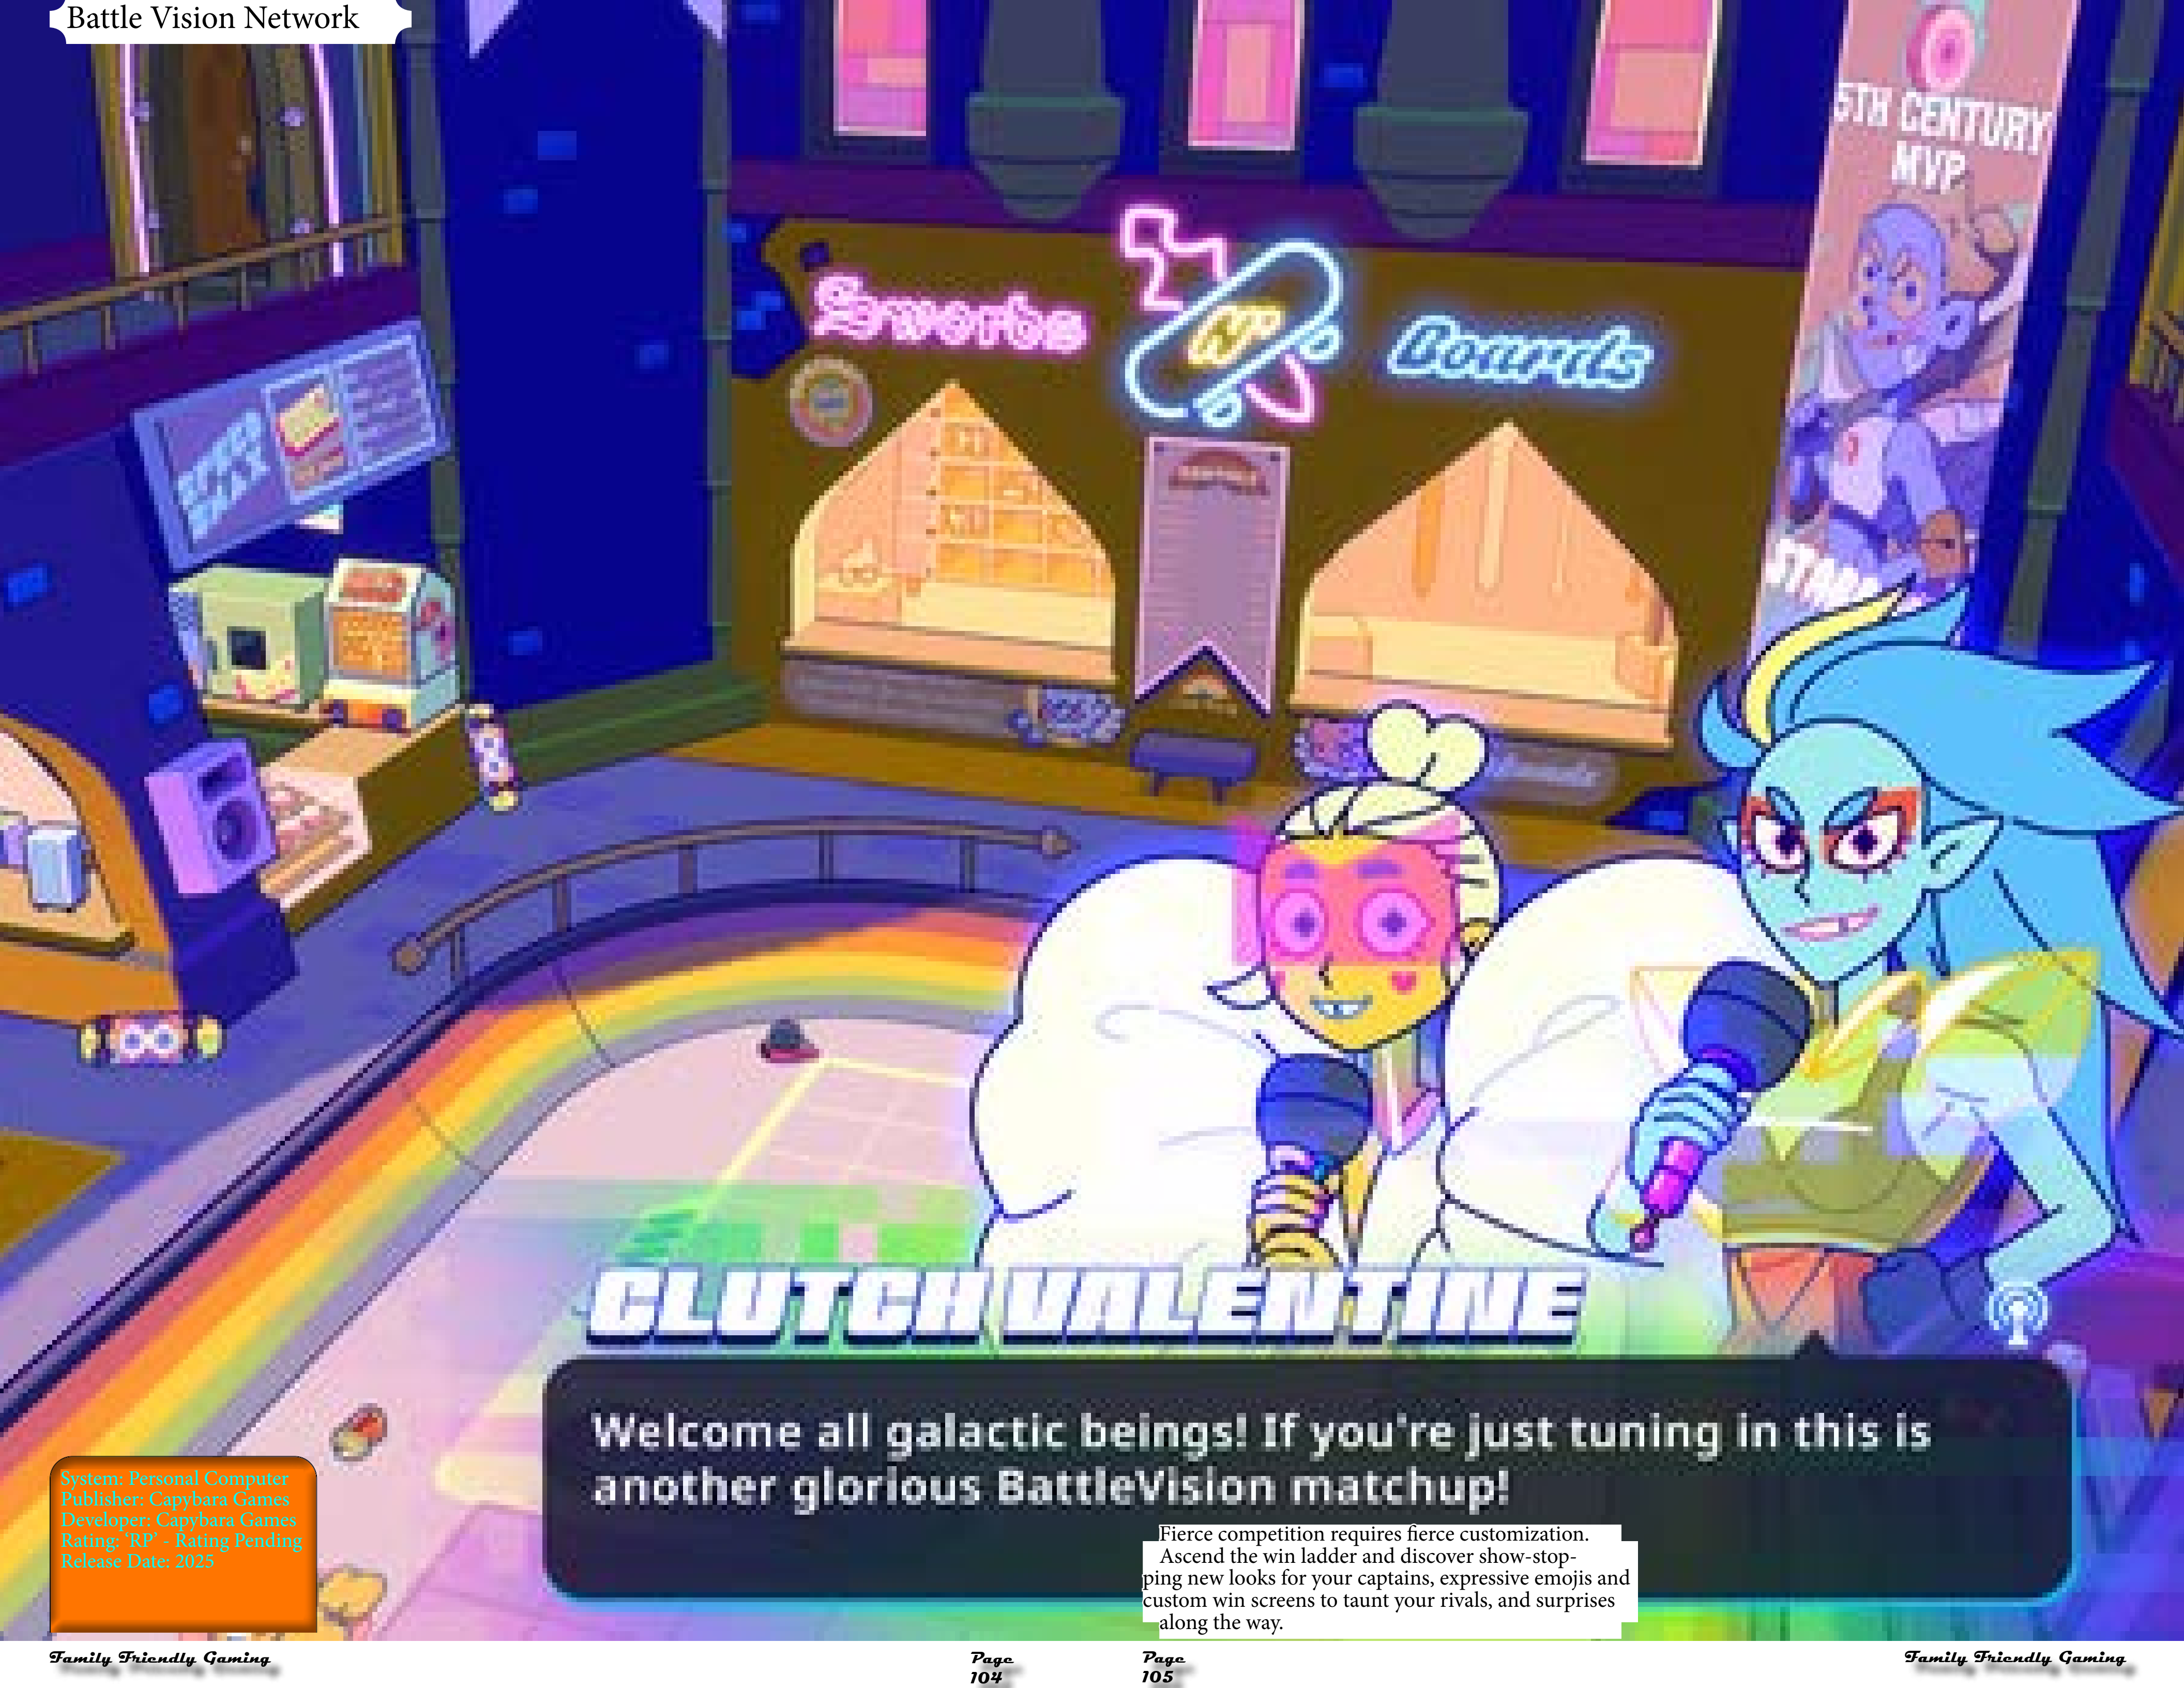 Battle Vision Network
5TH CENTURY
MVP
Swords
Boards
CLUTCH VALENTINE
Welcome all galactic beings! If you're just tuning in this is
another glorious BattleVision matchup!
System: Personal Computer
Publisher: Capybara Games
Developer: Capybara Games
Rating: ‘RP’ - Rating Pending
Release Date: 2025
Fierce competition requires fierce customization.
Ascend the win ladder and discover show-stop-
ping new looks for your captains, expressive emojis and
custom win screens to taunt your rivals, and surprises
along the way.
Family Friendly Gaming
Page
104
Page
105
Family Friendly Gaming